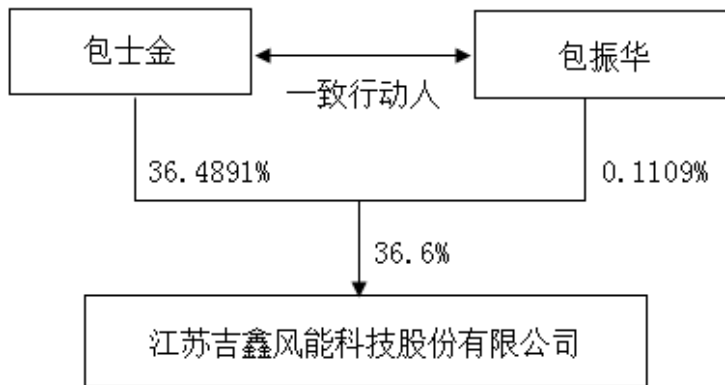 包士金
包振华
一致行动人
36.4891%
0.1109%
36.6%
江苏吉鑫风能科技股份有限公司